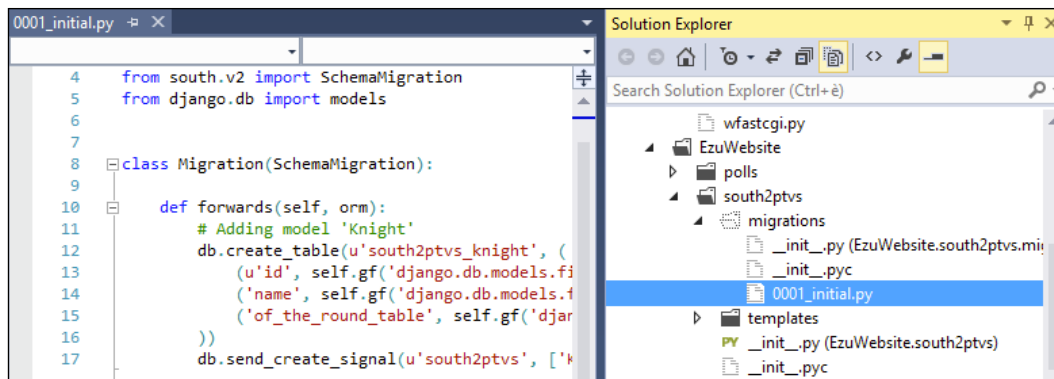 0001_initial.py
4 from south.v2 import SchemaMigration
5 from django.db import models
6
7
8 class Migration(SchemaMigration):
9
10 def forwards(self, orm):
11 # Adding model 'Knight'
12 db.create_table(u'south2ptvs_knight', (
13 (u'id', self.gf('django.db.models.fi
14 ('name', self.gf('django.db.models.f
15 ('of_the_round_table', self.gf('djan
16 ))
17 db.send_create_signal(u'south2ptvs', ['K
Solution Explorer
Search Solution Explorer (Ctrl+è)
wfastcgi.py
EzuWebsite
polls
south2ptvs
migrations
__init__.py (EzuWebsite.south2ptvs.mig
__init__.pyc
0001_initial.py
templates
PY __init__.py (EzuWebsite.south2ptvs)
__init__.pyc